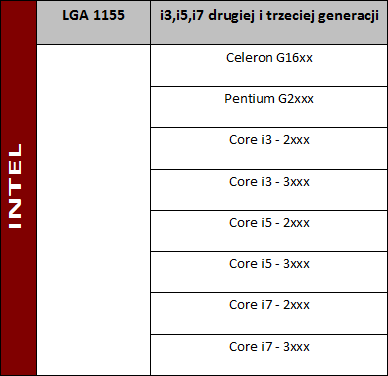 INTEL
LGA 1155
i3,i5,i7 drugiej i trzeciej generacji
Celeron G16xx
Pentium G2xxx
Core i3 - 2xxx
Core i3 - 3xxx
Core i5 - 2xxx
Core i5 - 3xxx
Core i7 - 2xxx
Core i7 - 3xxx